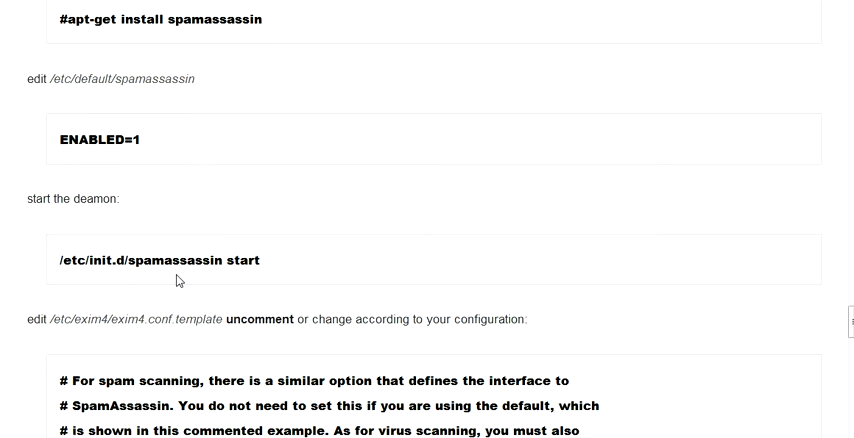 #apt-get install spamassassin
edit /etc/default/spamassassin
ENABLED=1
start the deamon:
/etc/init.d/spamassassin start
edit /etc/exim4/exim4.conf.template uncomment or change according to your configuration:
# For spam scanning, there is a similar option that defines the interface to
# SpamAssassin. You do not need to set this if you are using the default, which
# is shown in this commented example. As for virus scanning, you must also